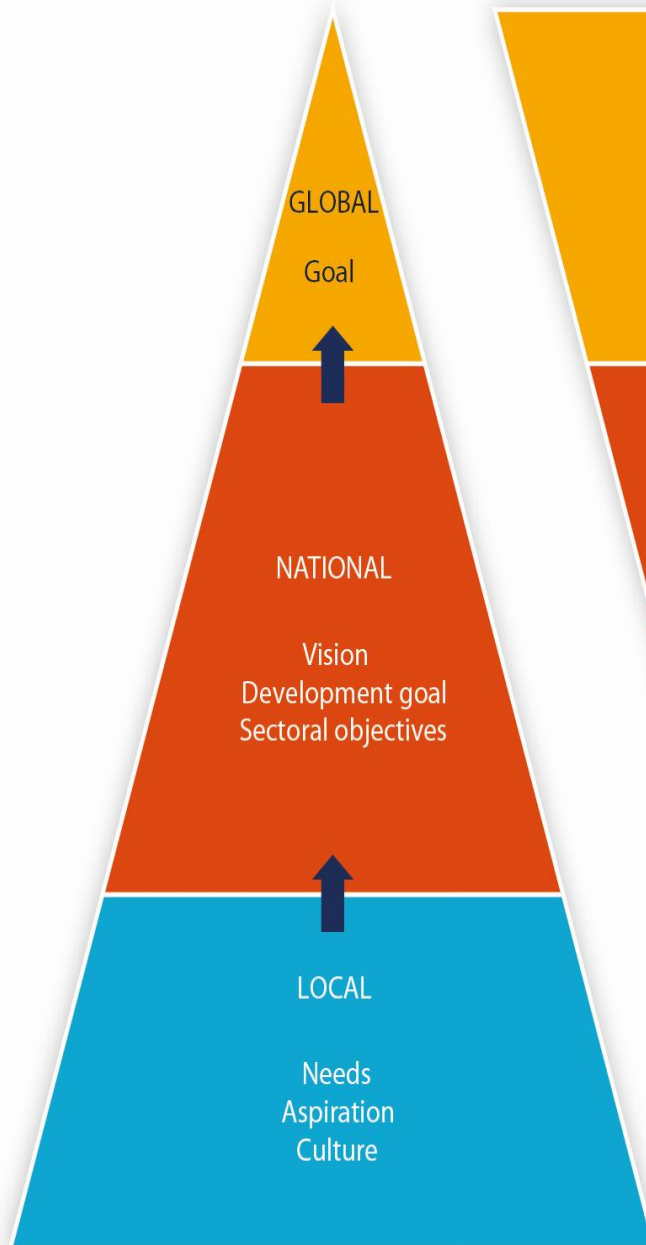 GLOBAL
Goal
NATIONAL
Vision
Development goal
Sectoral objectives
LOCAL
Needs
Aspiration
Culture